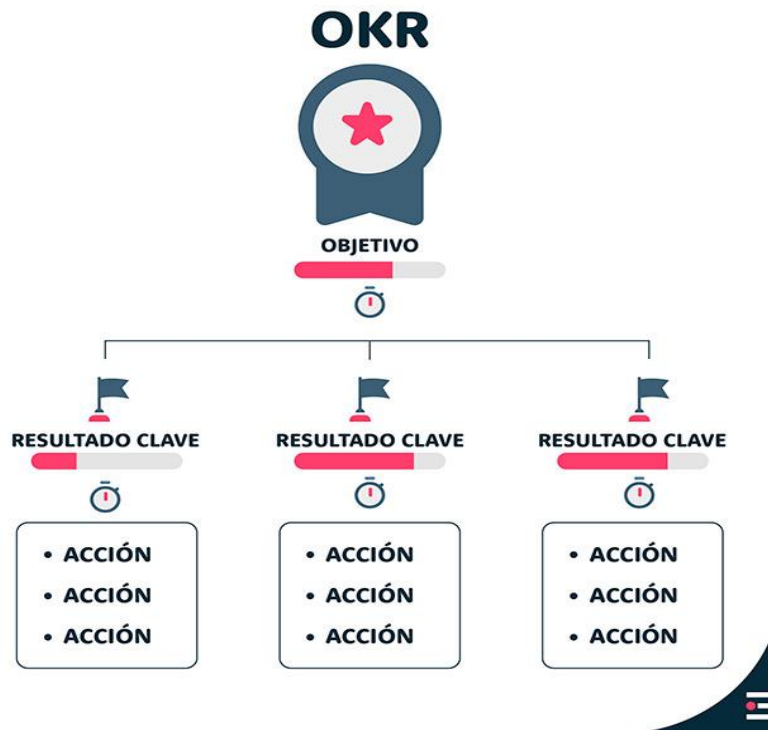 OKR
OBJETIVO
RESULTADO CLAVE
• ACCIÓN
• ACCIÓN
• ACCIÓN
RESULTADO CLAVE
• ACCIÓN
• ACCIÓN
• ACCIÓN
RESULTADO CLAVE
• ACCIÓN
• ACCIÓN
• ACCIÓN